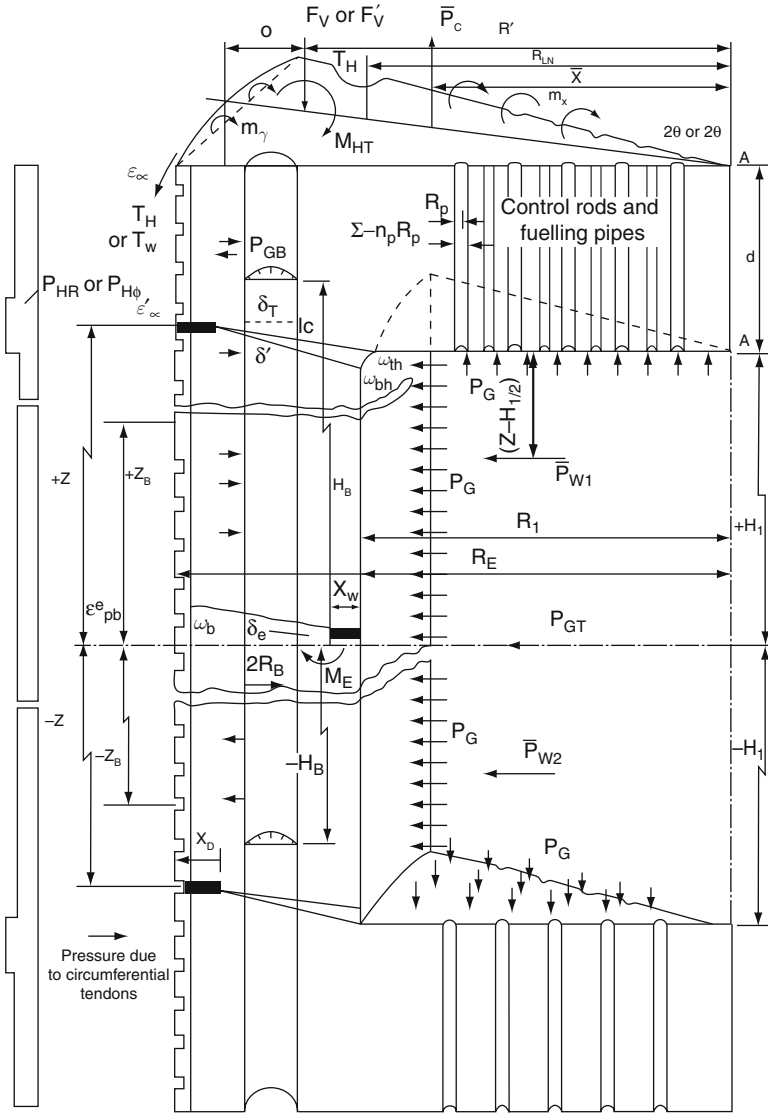 F_V or F'_V
P̅_c
o
R'
T_H
R_LN
X̅
m_x
m_γ
M_HT
2θ or 2θ
ε_∝
A
T_H
or T_w
R_p
Control rods and
fuelling pipes
Σ–n_pR_p
P_GB
d
P_HR or P_Hϕ
ε'_∝
δ_T
Ic
δ'
A
ω_th
ω_bh
P_G
(Z–H_1/2)
P̅_W1
+Z
+Z_B
H_B
P_G
R_1
+H_1
R_E
X_w
ε^e_pb
ω_b
δ_e
P_GT
2R_B
M_E
–Z
–Z_B
–H_B
P_G
P̅_W2
–H_1
X_D
P_G
Pressure due
to circumferential
tendons